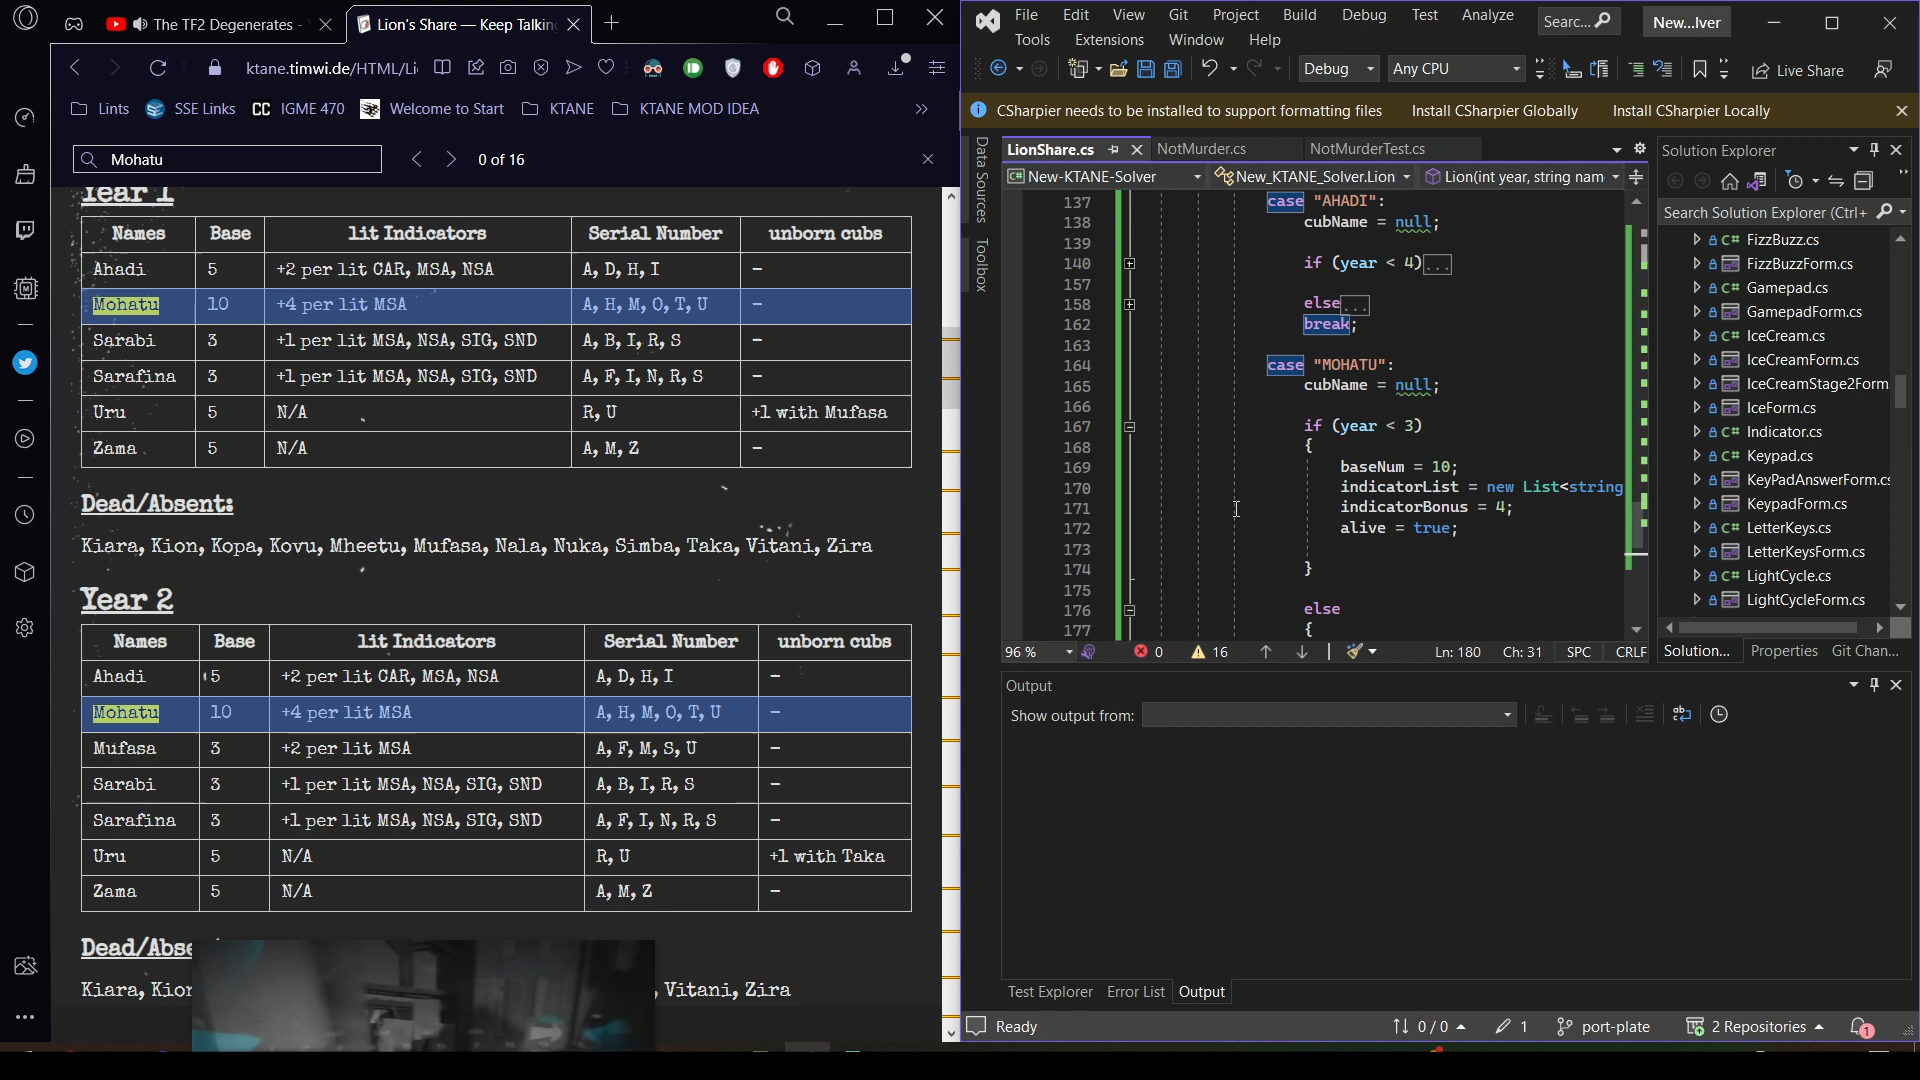 The TF2 Degenerates -
Lion's Share — Keep Talkin
ktane.timwi.de/HTML/Li
Lints
SSE Links
CC
IGME 470
Welcome to Start
KTANE
KTANE MOD IDEA
Mohatu
0 of 16
Year 1
Names Base lit Indicators Serial Number unborn cubs
Ahadi 5 +2 per lit CAR, MSA, NSA A, D, H, I –
Mohatu 10 +4 per lit MSA A, H, M, O, T, U –
Sarabi 3 +1 per lit MSA, NSA, SIG, SND A, B, I, R, S –
Sarafina 3 +1 per lit MSA, NSA, SIG, SND A, F, I, N, R, S –
Uru 5 N/A R, U +1 with Mufasa
Zama 5 N/A A, M, Z –
Dead/Absent:
Kiara, Kion, Kopa, Kovu, Mheetu, Mufasa, Nala, Nuka, Simba, Taka, Vitani, Zira
Year 2
Names Base lit Indicators Serial Number unborn cubs
Ahadi 5 +2 per lit CAR, MSA, NSA A, D, H, I –
Mohatu 10 +4 per lit MSA A, H, M, O, T, U –
Mufasa 3 +2 per lit MSA A, F, M, S, U –
Sarabi 3 +1 per lit MSA, NSA, SIG, SND A, B, I, R, S –
Sarafina 3 +1 per lit MSA, NSA, SIG, SND A, F, I, N, R, S –
Uru 5 N/A R, U +1 with Taka
Zama 5 N/A A, M, Z –
Dead/Abse
Kiara, Kion , Vitani, Zira
File Edit View Git Project Build Debug Test Analyze
Tools Extensions Window Help
Searc...
New...lver
Debug
Any CPU
Live Share
CSharpier needs to be installed to support formatting files Install CSharpier Globally Install CSharpier Locally
Data Sources
Toolbox
LionShare.cs NotMurder.cs NotMurderTest.cs
New-KTANE-Solver New_KTANE_Solver.Lion Lion(int year, string nam
137 case "AHADI":
138 cubName = null;
139
140 if (year < 4)...
157
158 else...
162 break;
163
164 case "MOHATU":
165 cubName = null;
166
167 if (year < 3)
168 {
169 baseNum = 10;
170 indicatorList = new List<string
171 indicatorBonus = 4;
172 alive = true;
173
174 }
175
176 else
177 {
96 % 0 16 Ln: 180 Ch: 31 SPC CRLF
Solution Explorer
Search Solution Explorer (Ctrl+
C# FizzBuzz.cs
FizzBuzzForm.cs
C# Gamepad.cs
GamepadForm.cs
C# IceCream.cs
IceCreamForm.cs
IceCreamStage2Form
IceForm.cs
C# Indicator.cs
C# Keypad.cs
KeyPadAnswerForm.cs
KeypadForm.cs
C# LetterKeys.cs
LetterKeysForm.cs
C# LightCycle.cs
LightCycleForm.cs
Solution... Properties Git Chan...
Output
Show output from:
Test Explorer Error List Output
Ready
0 / 0
1
port-plate
2 Repositories
1